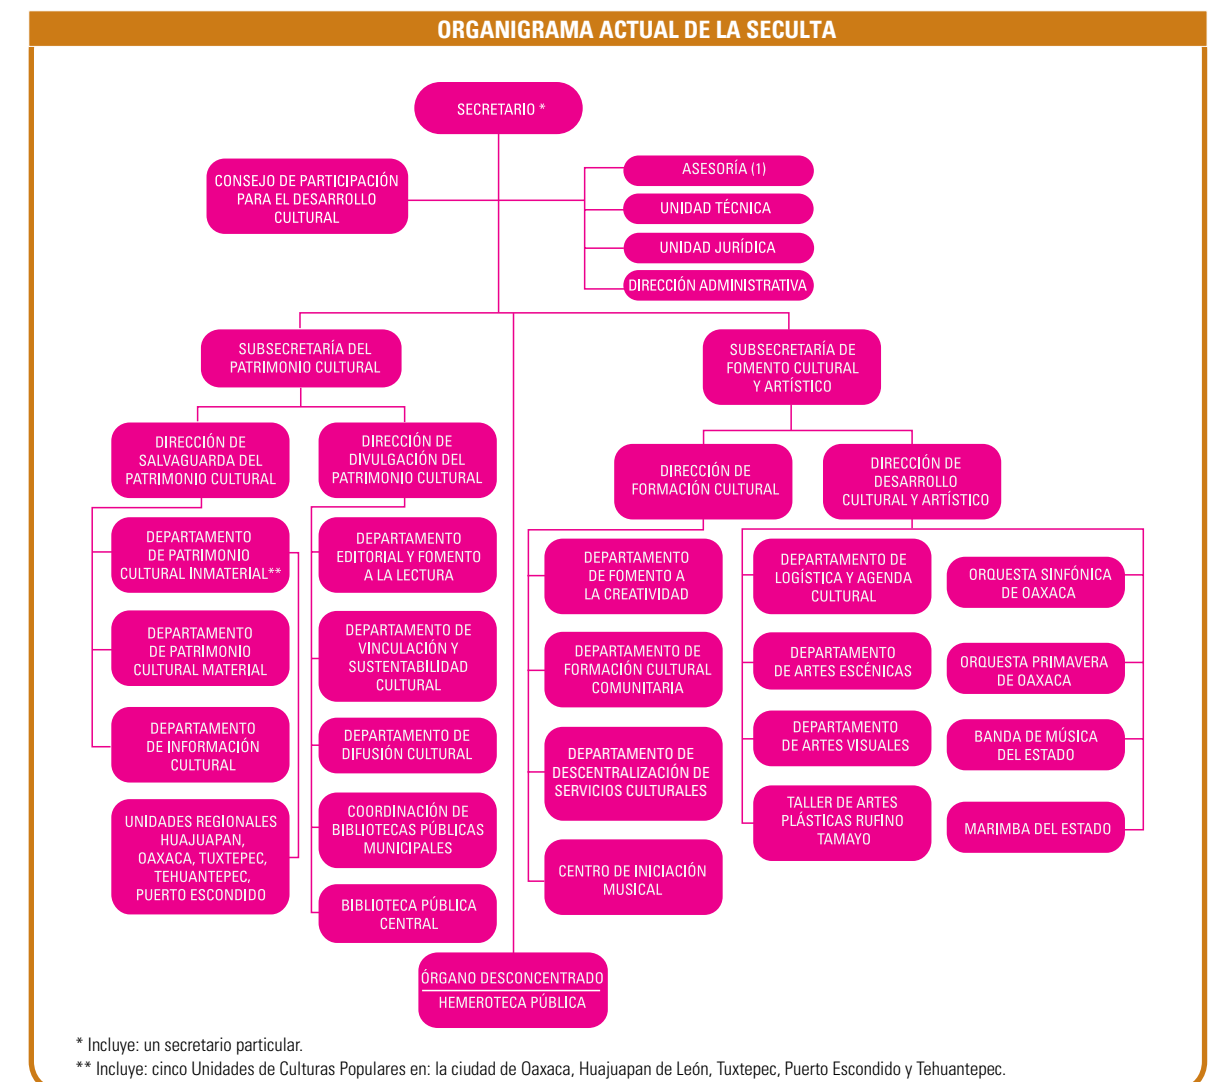 ORGANIGRAMA ACTUAL DE LA SECULTA
SECRETARIO *
CONSEJO DE PARTICIPACIÓN
PARA EL DESARROLLO
CULTURAL
ASESORÍA (1)
UNIDAD TÉCNICA
UNIDAD JURÍDICA
DIRECCIÓN ADMINISTRATIVA
SUBSECRETARÍA DEL
PATRIMONIO CULTURAL
SUBSECRETARÍA DE
FOMENTO CULTURAL
Y ARTÍSTICO
DIRECCIÓN DE
SALVAGUARDA DEL
PATRIMONIO CULTURAL
DIRECCIÓN DE
DIVULGACIÓN DEL
PATRIMONIO CULTURAL
DIRECCIÓN DE
FORMACIÓN CULTURAL
DIRECCIÓN DE
DESARROLLO
CULTURAL Y ARTÍSTICO
DEPARTAMENTO
DE PATRIMONIO
CULTURAL INMATERIAL**
DEPARTAMENTO
DE PATRIMONIO
CULTURAL MATERIAL
DEPARTAMENTO
DE INFORMACIÓN
CULTURAL
UNIDADES REGIONALES
HUAJUAPAN,
OAXACA, TUXTEPEC,
TEHUANTEPEC,
PUERTO ESCONDIDO
DEPARTAMENTO
EDITORIAL Y FOMENTO
A LA LECTURA
DEPARTAMENTO DE
VINCULACIÓN Y
SUSTENTABILIDAD
CULTURAL
DEPARTAMENTO DE
DIFUSIÓN CULTURAL
COORDINACIÓN DE
BIBLIOTECAS PÚBLICAS
MUNICIPALES
BIBLIOTECA PÚBLICA
CENTRAL
DEPARTAMENTO
DE FOMENTO A
LA CREATIVIDAD
DEPARTAMENTO DE
FORMACIÓN CULTURAL
COMUNITARIA
DEPARTAMENTO DE
DESCENTRALIZACIÓN DE
SERVICIOS CULTURALES
CENTRO DE INICIACIÓN
MUSICAL
DEPARTAMENTO DE
LOGÍSTICA Y AGENDA
CULTURAL
DEPARTAMENTO
DE ARTES ESCÉNICAS
DEPARTAMENTO
DE ARTES VISUALES
TALLER DE ARTES
PLÁSTICAS RUFINO
TAMAYO
ORQUESTA SINFÓNICA
DE OAXACA
ORQUESTA PRIMAVERA
DE OAXACA
BANDA DE MÚSICA
DEL ESTADO
MARIMBA DEL ESTADO
ÓRGANO DESCONCENTRADO
HEMEROTECA PÚBLICA
* Incluye: un secretario particular.
** Incluye: cinco Unidades de Culturas Populares en: la ciudad de Oaxaca, Huajuapan de León, Tuxtepec, Puerto Escondido y Tehuantepec.